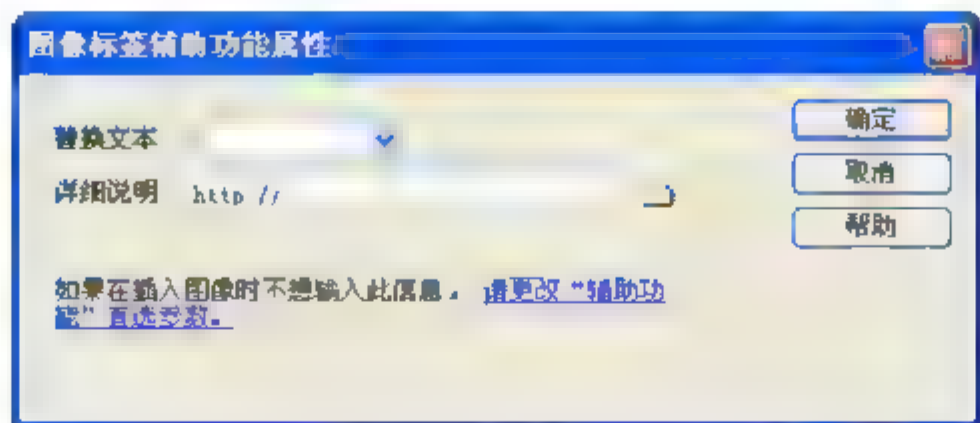 图像标签辅助功能属性
替换文本
确定
详细说明 http //
取消
帮助
如果在插入图像时不想输入此信息，请更改“辅助功
能”首选参数。